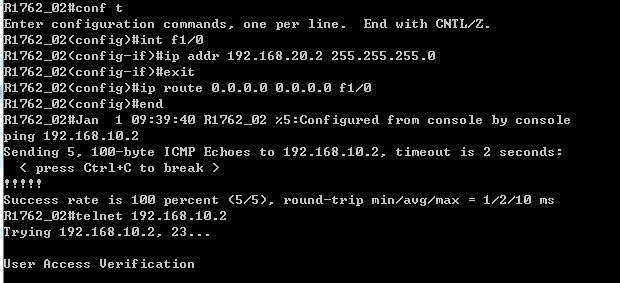 R1762_02#conf t
Enter configuration commands, one per line.  End with CNTL/Z.
R1762_02(config)#int f1/0
R1762_02(config-if)#ip addr 192.168.20.2 255.255.255.0
R1762_02(config-if)#exit
R1762_02(config)#ip route 0.0.0.0 0.0.0.0 f1/0
R1762_02(config)#end
R1762_02#Jan  1 09:39:40 R1762_02 %5:Configured from console by console
ping 192.168.10.2
Sending 5, 100-byte ICMP Echoes to 192.168.10.2, timeout is 2 seconds:
  < press Ctrl+C to break >
!!!!!
Success rate is 100 percent (5/5), round-trip min/avg/max = 1/2/10 ms
R1762_02#telnet 192.168.10.2
Trying 192.168.10.2, 23...
User Access Verification